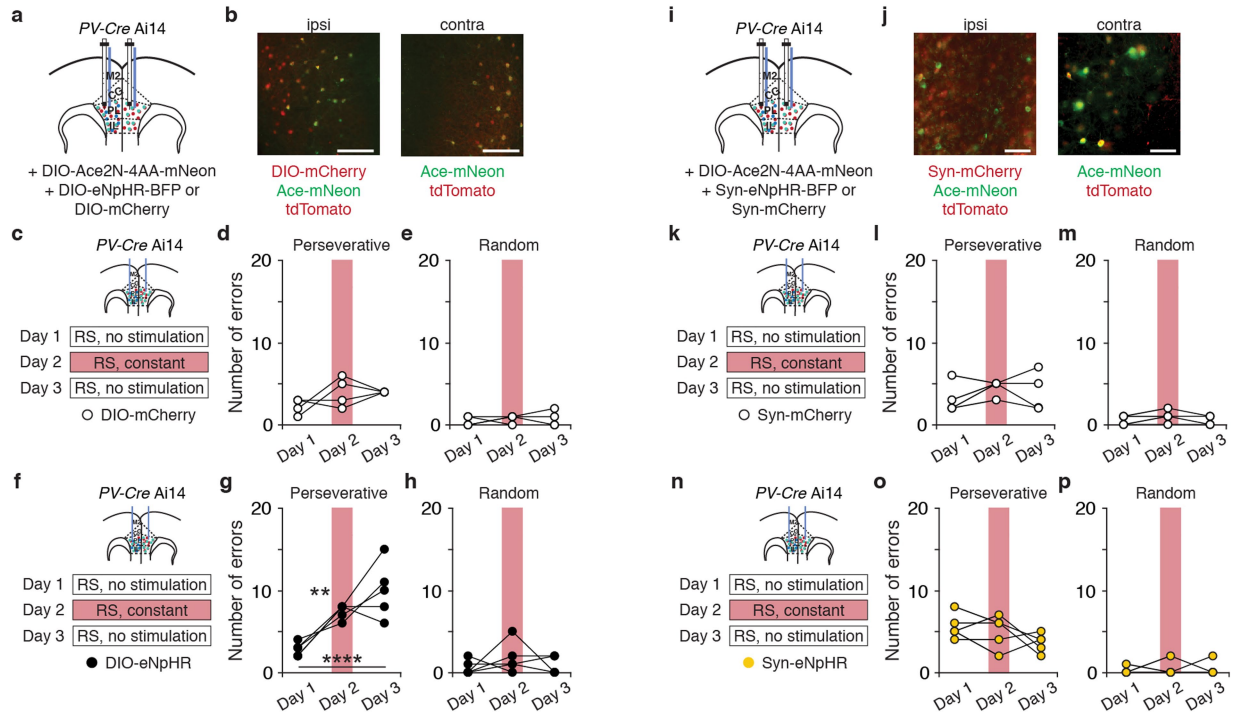 a
PV-Cre Ai14
M2
CG
PL
IL
+ DIO-Ace2N-4AA-mNeon
+ DIO-eNpHR-BFP or
DIO-mCherry
b
ipsi
contra
DIO-mCherry
Ace-mNeon
tdTomato
Ace-mNeon
tdTomato
c
PV-Cre Ai14
M2
Day 1 RS, no stimulation
Day 2 RS, constant
Day 3 RS, no stimulation
DIO-mCherry
d
Perseverative
Number of errors
20
10
0
Day 1
Day 2
Day 3
e
Random
20
10
0
Day 1
Day 2
Day 3
f
PV-Cre Ai14
M2
Day 1 RS, no stimulation
Day 2 RS, constant
Day 3 RS, no stimulation
DIO-eNpHR
g
Perseverative
Number of errors
20
10
0
**
****
Day 1
Day 2
Day 3
h
Random
20
10
0
Day 1
Day 2
Day 3
i
PV-Cre Ai14
M2
CG
PL
IL
+ DIO-Ace2N-4AA-mNeon
+ Syn-eNpHR-BFP or
Syn-mCherry
j
ipsi
contra
Syn-mCherry
Ace-mNeon
tdTomato
Ace-mNeon
tdTomato
k
PV-Cre Ai14
M2
Day 1 RS, no stimulation
Day 2 RS, constant
Day 3 RS, no stimulation
Syn-mCherry
l
Perseverative
Number of errors
20
10
0
Day 1
Day 2
Day 3
m
Random
20
10
0
Day 1
Day 2
Day 3
n
PV-Cre Ai14
M2
Day 1 RS, no stimulation
Day 2 RS, constant
Day 3 RS, no stimulation
Syn-eNpHR
o
Perseverative
Number of errors
20
10
0
Day 1
Day 2
Day 3
p
Random
20
10
0
Day 1
Day 2
Day 3